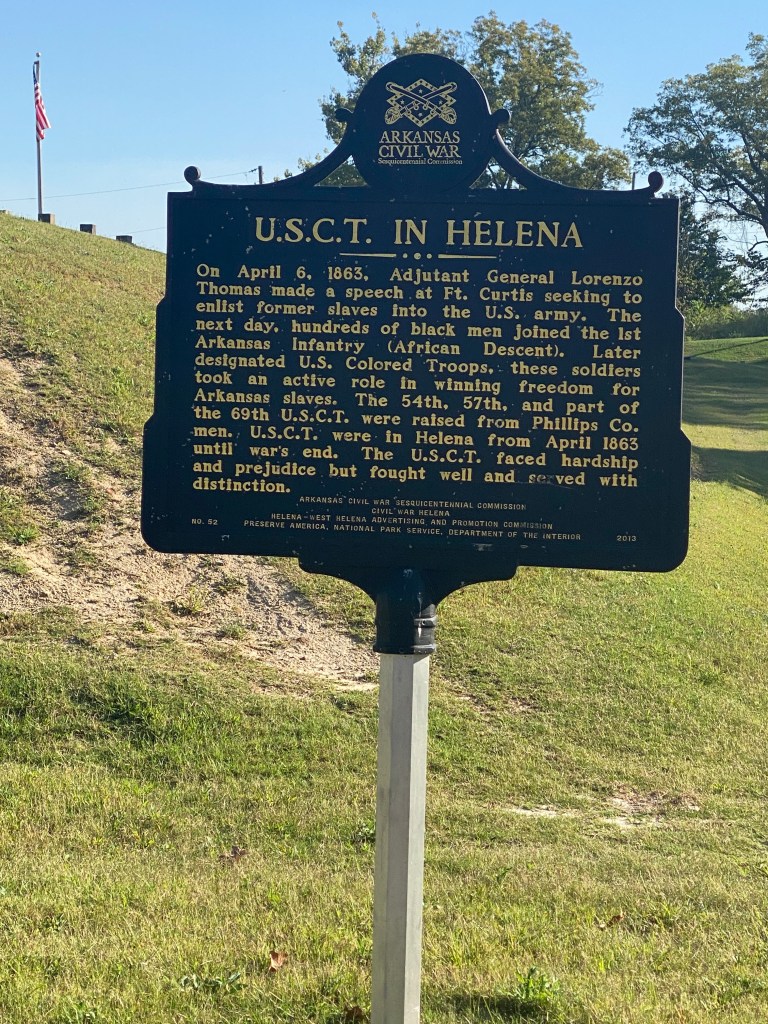 ARKANSAS
CIVIL WAR
Sesquicentennial Commission
U.S.C.T. IN HELENA
On April 6, 1863, Adjutant General Lorenzo
Thomas made a speech at Ft. Curtis seeking to
enlist former slaves into the U.S. army. The
next day, hundreds of black men joined the 1st
Arkansas Infantry (African Descent). Later
designated U.S. Colored Troops, these soldiers
took an active role in winning freedom for
Arkansas slaves. The 54th, 57th, and part of
the 69th U.S.C.T. were raised from Phillips Co.
men. U.S.C.T. were in Helena from April 1863
until war's end. The U.S.C.T. faced hardship
and prejudice but fought well and served with
distinction.
ARKANSAS CIVIL WAR SESQUICENTENNIAL COMMISSION
CIVIL WAR HELENA
HELENA-WEST HELENA ADVERTISING AND PROMOTION COMMISSION
NO. 52 PRESERVE AMERICA, NATIONAL PARK SERVICE, DEPARTMENT OF THE INTERIOR 2013